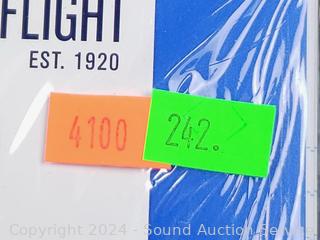 FLIGHT
EST. 1920
4100 242.
Copyright 2024 - Sound Auction Service